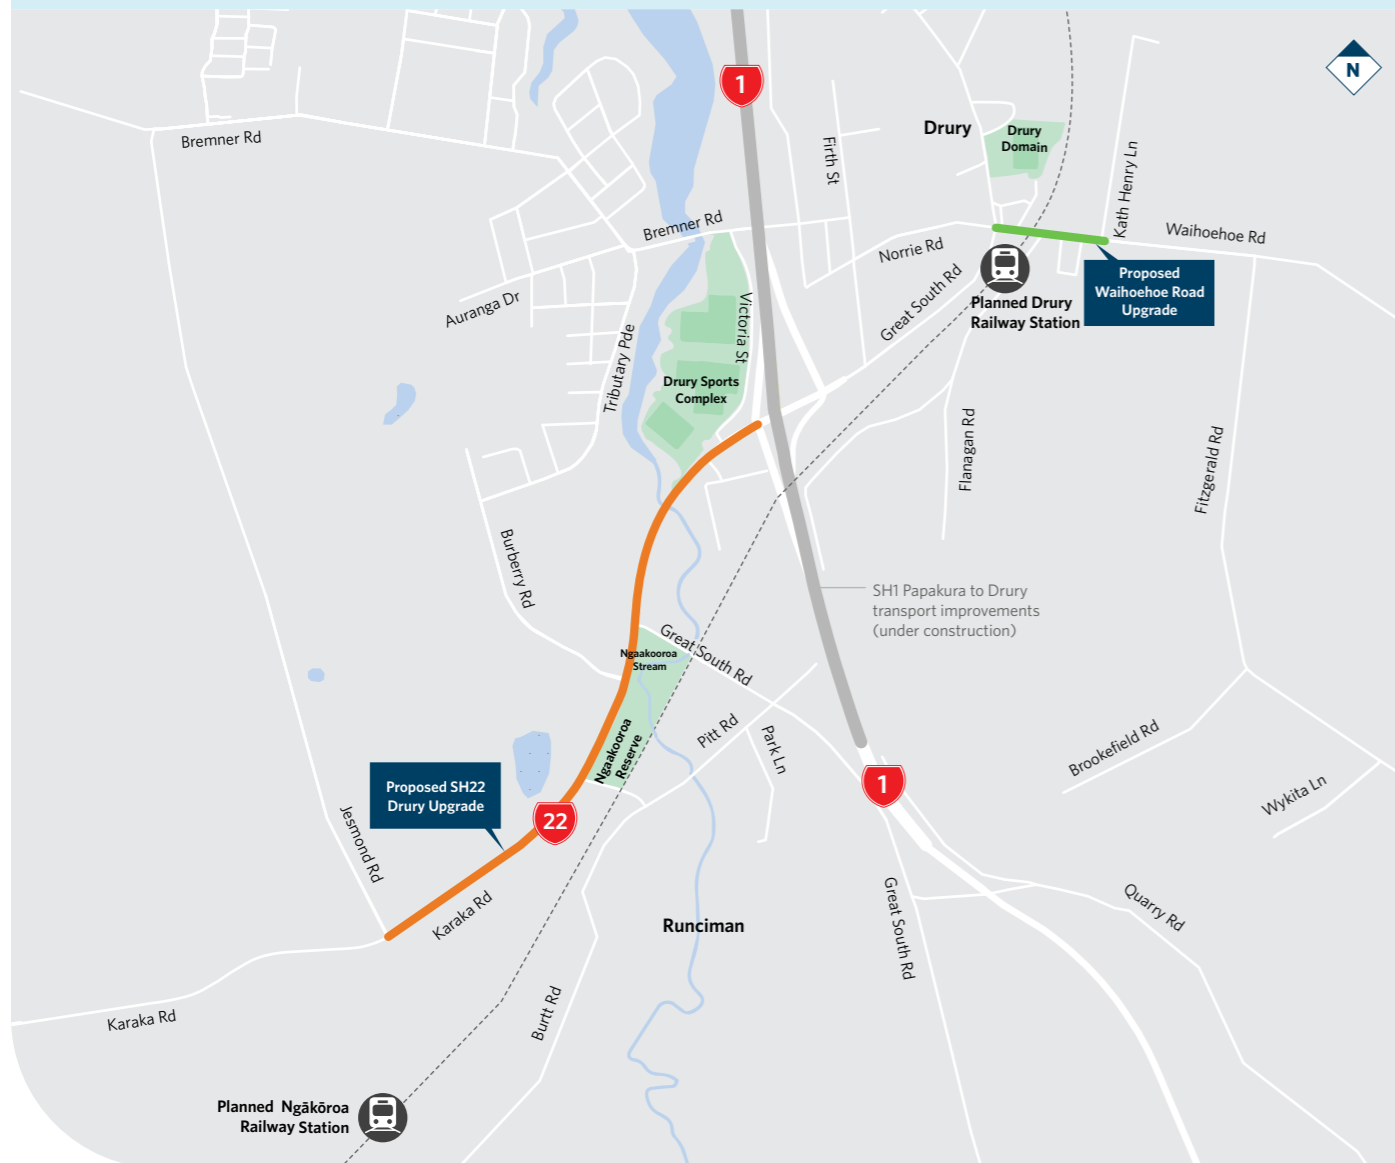 1
N
Drury
Drury
Domain
Bremner Rd
Firth St
Kath Henry Ln
Bremner Rd
Norrie Rd
Waihoehoe Rd
Proposed
Waihoehoe Road
Upgrade
Auranga Dr
Great South Rd
Planned Drury
Railway Station
Victoria St
Tributary Pde
Drury Sports
Complex
Flanagan Rd
Fitzgerald Rd
Burberry Rd
SH1 Papakura to Drury
transport improvements
(under construction)
Great South Rd
Ngaakooroa
Stream
Ngaakooroa
Reserve
Pitt Rd
Park Ln
Brookefield Rd
Wykita Ln
1
Proposed SH22
Drury Upgrade
22
Jesmond Rd
Karaka Rd
Runciman
Great South Rd
Quarry Rd
Karaka Rd
Burtt Rd
Planned Ngākōroa
Railway Station